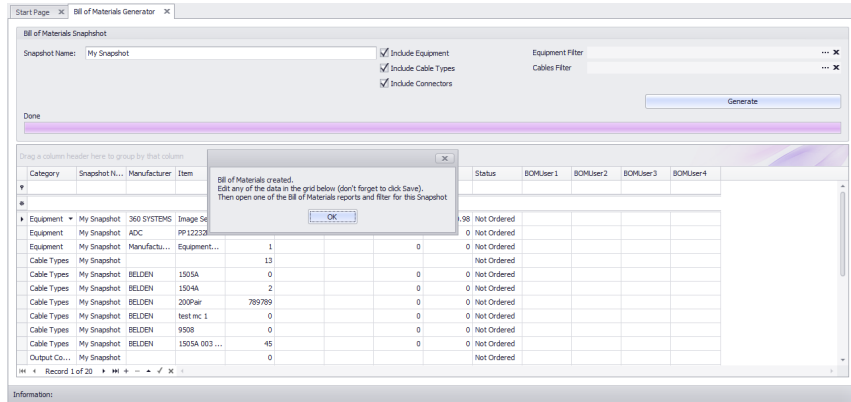 Start Page Bill of Materials Generator
Bill of Materials Snaphshot
Snapshot Name: My Snapshot Include Equipment Equipment Filter
Include Cable Types Cables Filter
Include Connectors
Generate
Done
Drag a column header here to group by that column
Category Snapshot N... Manufacturer Item Status BOMUser1 BOMUser2 BOMUser3 BOMUser4
Bill of Materials created.
Edit any of the data in the grid below (don't forget to click Save).
Then open one of the Bill of Materials reports and filter for this Snapshot
OK
Equipment My Snapshot 360 SYSTEMS Image Se .98 Not Ordered
Equipment My Snapshot ADC PP12232 0 Not Ordered
Equipment My Snapshot Manufactu... Equipment... 1 0 0 Not Ordered
Cable Types My Snapshot 13 Not Ordered
Cable Types My Snapshot BELDEN 1505A 0 0 0 Not Ordered
Cable Types My Snapshot BELDEN 1504A 2 0 0 Not Ordered
Cable Types My Snapshot BELDEN 200Pair 789789 0 0 Not Ordered
Cable Types My Snapshot BELDEN test mc 1 0 0 0 Not Ordered
Cable Types My Snapshot BELDEN 9508 0 0 0 Not Ordered
Cable Types My Snapshot BELDEN 1505A 003 ... 45 0 0 Not Ordered
Output Co... My Snapshot 0 Not Ordered
Record 1 of 20
Information: